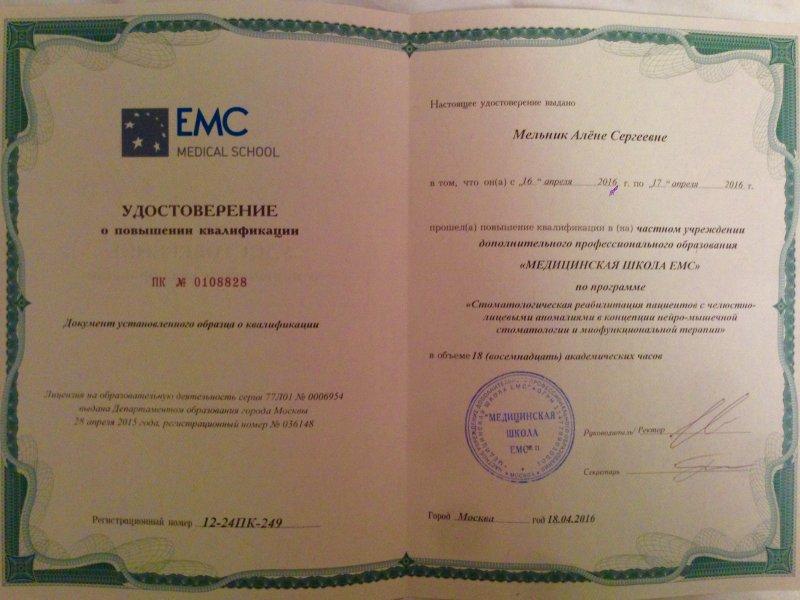 EMC
MEDICAL SCHOOL
УДОСТОВЕРЕНИЕ
о повышении квалификации
ПК № 0108828
Документ установленного образца о квалификации
Лицензия на образовательную деятельность серия 77Л01 № 0006954
выдана Департаментом образования города Москвы
28 апреля 2015 года, регистрационный номер № 036148
Регистрационный номер 12-24ПК-249
Настоящее удостоверение выдано
Мельник Алёне Сергеевне
в том, что он(а) с „16 “ апреля 2016 г. по „17 “ апреля 2016 г.
прошел(а) повышение квалификации в (на) частном учреждении
дополнительного профессионального образования
«МЕДИЦИНСКАЯ ШКОЛА ЕМС»
по программе
«Стоматологическая реабилитация пациентов с челюстно-
лицевыми аномалиями в концепции нейро-мышечной
стоматологии и миофункциональной терапии»
в объеме 18 (восемнадцать) академических часов
"МЕДИЦИНСКАЯ
ШКОЛА
ЕМС"
М. П.
Руководитель/ Ректор
Секретарь
Город Москва год 18.04.2016